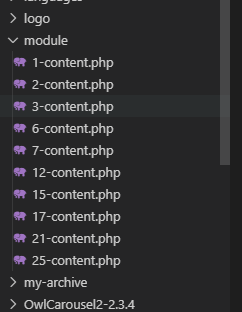 languages
logo
module
1-content.php
2-content.php
3-content.php
6-content.php
7-content.php
12-content.php
15-content.php
17-content.php
21-content.php
25-content.php
my-archive
OwlCarousel2-2.3.4